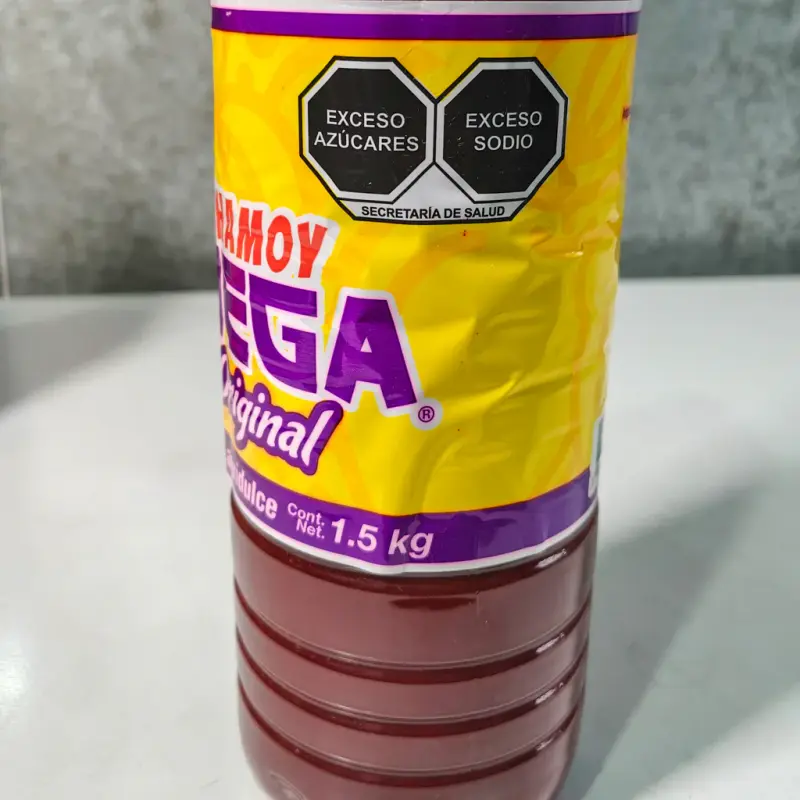 EXCESO
AZÚCARES
EXCESO
SODIO
SECRETARÍA DE SALUD
HAMOY
EGA®
Original
dulce
Cont.
Net. 1.5 kg